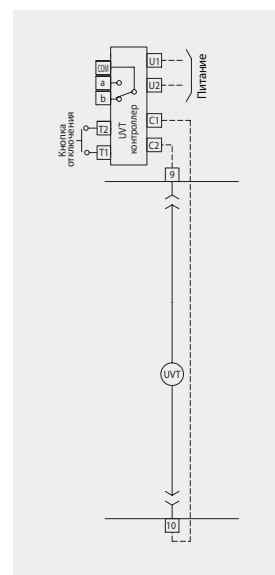 COM
a
b
T2
T1
Кнопка
отключения
UVT
контроллер
U1
U2
C1
C2
Питание
9
UVT
10